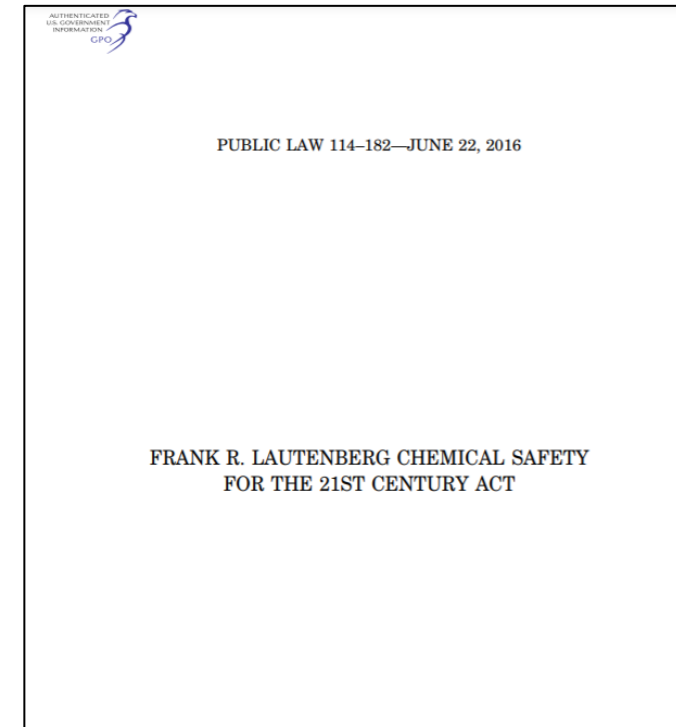 AUTHENTICATED
U.S. GOVERNMENT
INFORMATION
GPO
PUBLIC LAW 114–182—JUNE 22, 2016
FRANK R. LAUTENBERG CHEMICAL SAFETY
FOR THE 21ST CENTURY ACT